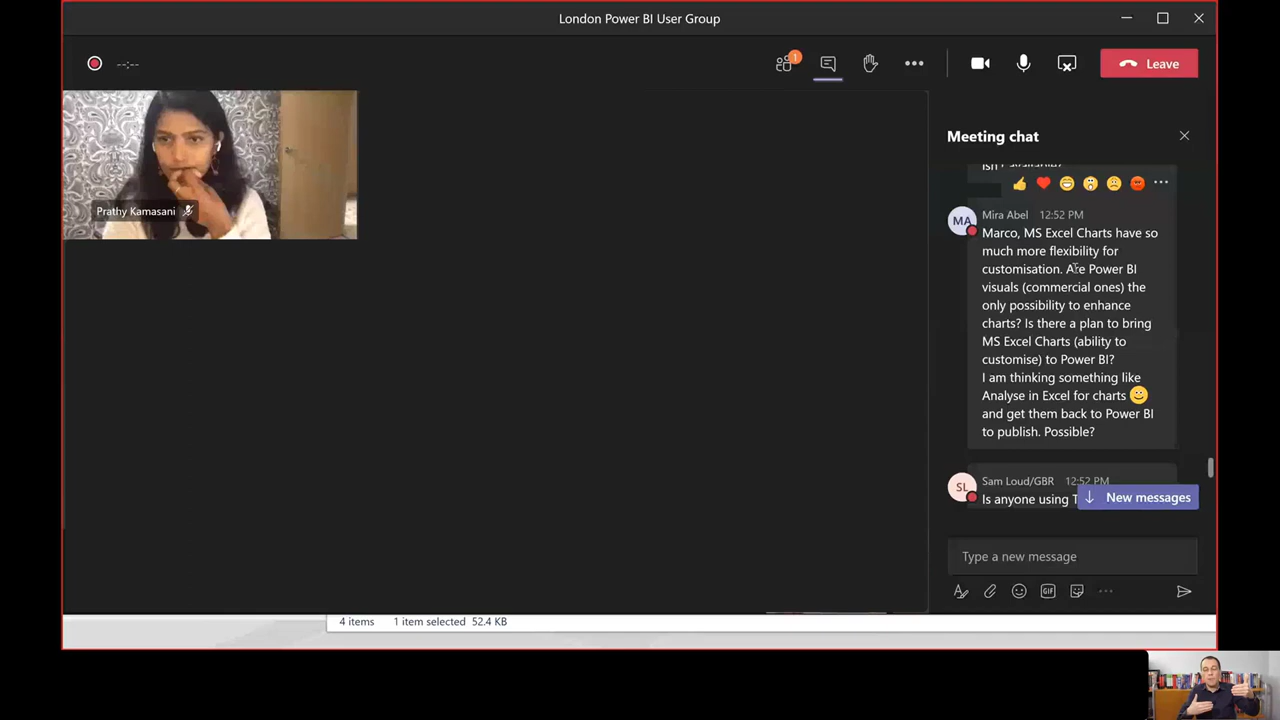 London Power BI User Group
--:--
1
Leave
Prathy Kamasani
Meeting chat
MA
Mira Abel 12:52 PM
Marco, MS Excel Charts have so
much more flexibility for
customisation. Are Power BI
visuals (commercial ones) the
only possibility to enhance
charts? Is there a plan to bring
MS Excel Charts (ability to
customise) to Power BI?
I am thinking something like
Analyse in Excel for charts
and get them back to Power BI
to publish. Possible?
SL
Sam Loud/GBR 12:52 PM
Is anyone using
New messages
Type a new message
GIF
4 items 1 item selected 52.4 KB